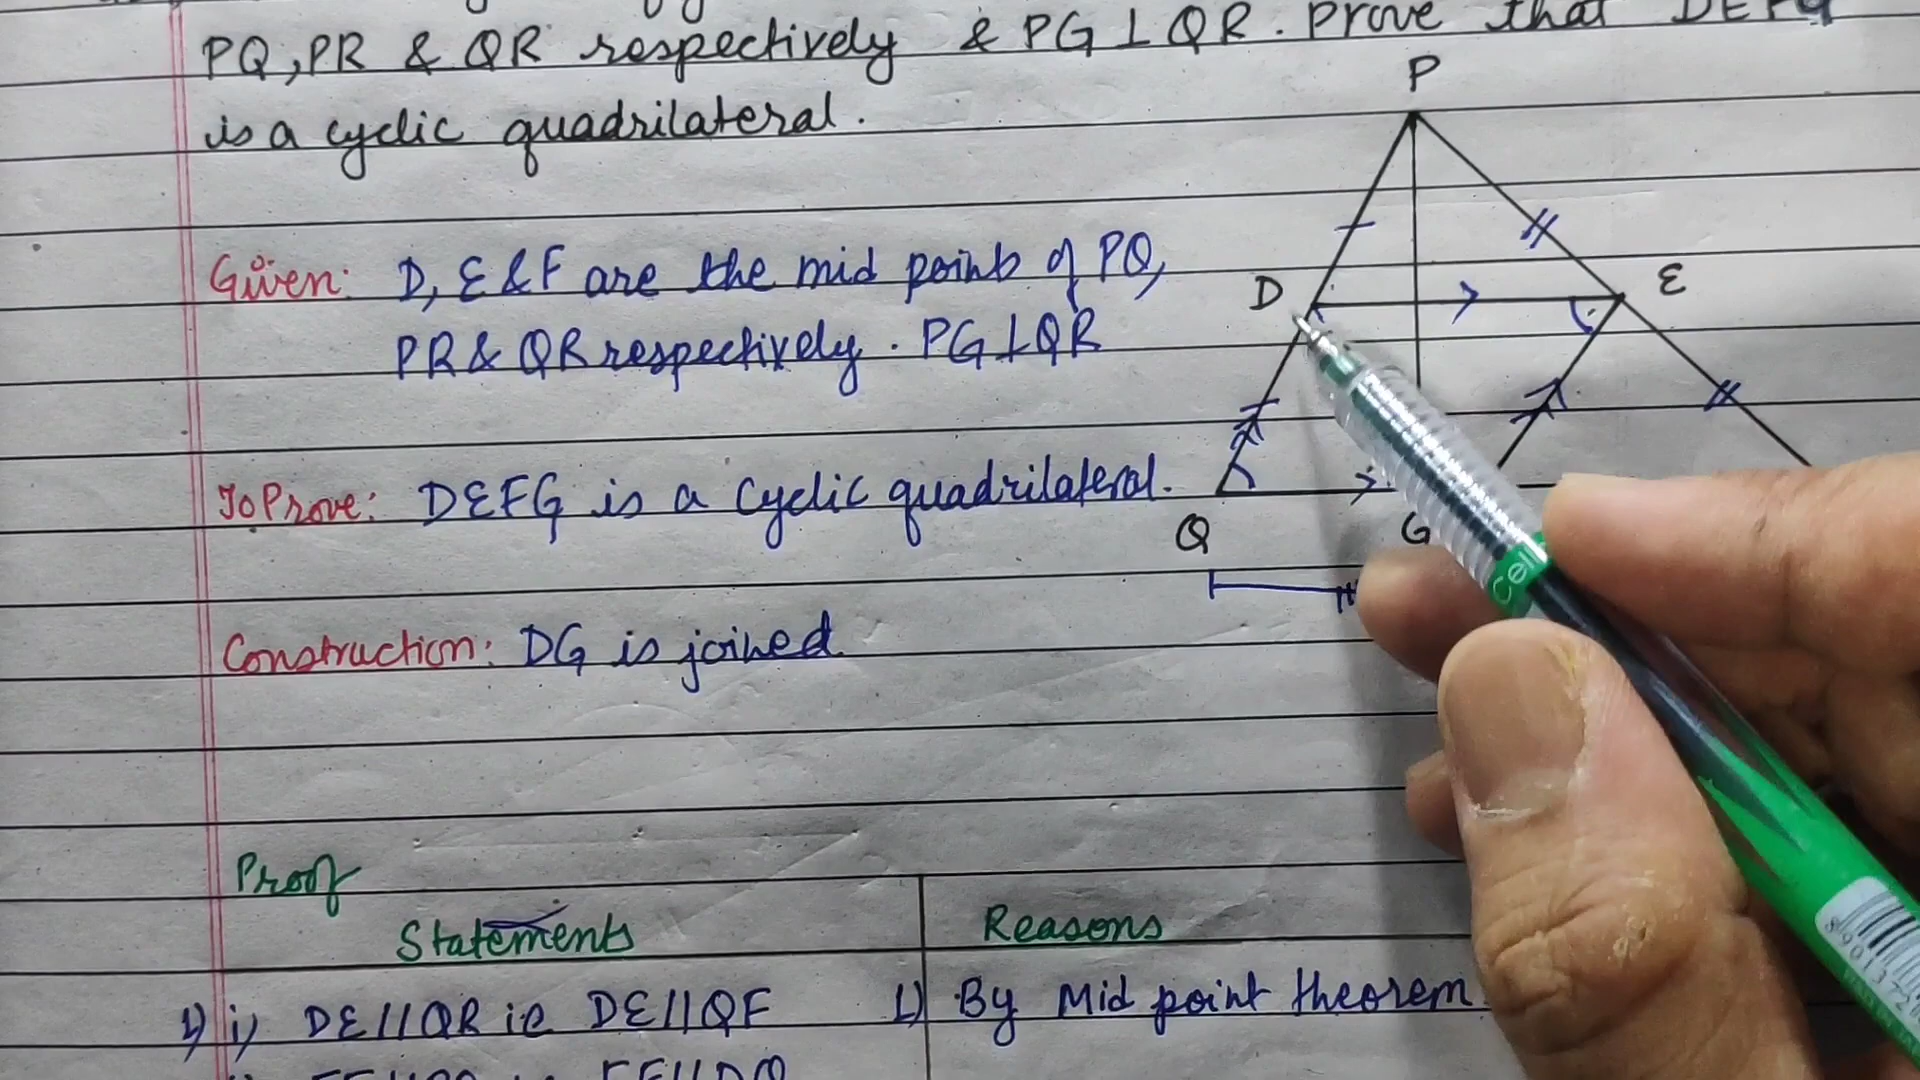 PQ, PR & QR respectively & PG ⊥ QR. Prove that DEFG
is a cyclic quadrilateral.
P
Given: D, E & F are the mid points of PQ,
D
E
PR & QR respectively. PG ⊥ QR
To Prove: DEFG is a cyclic quadrilateral.
Q
G
Cell
Construction: DG is joined
Proof
Statements
Reasons
1) i) DE//QR ie DE//QF
1) By Mid point theorem